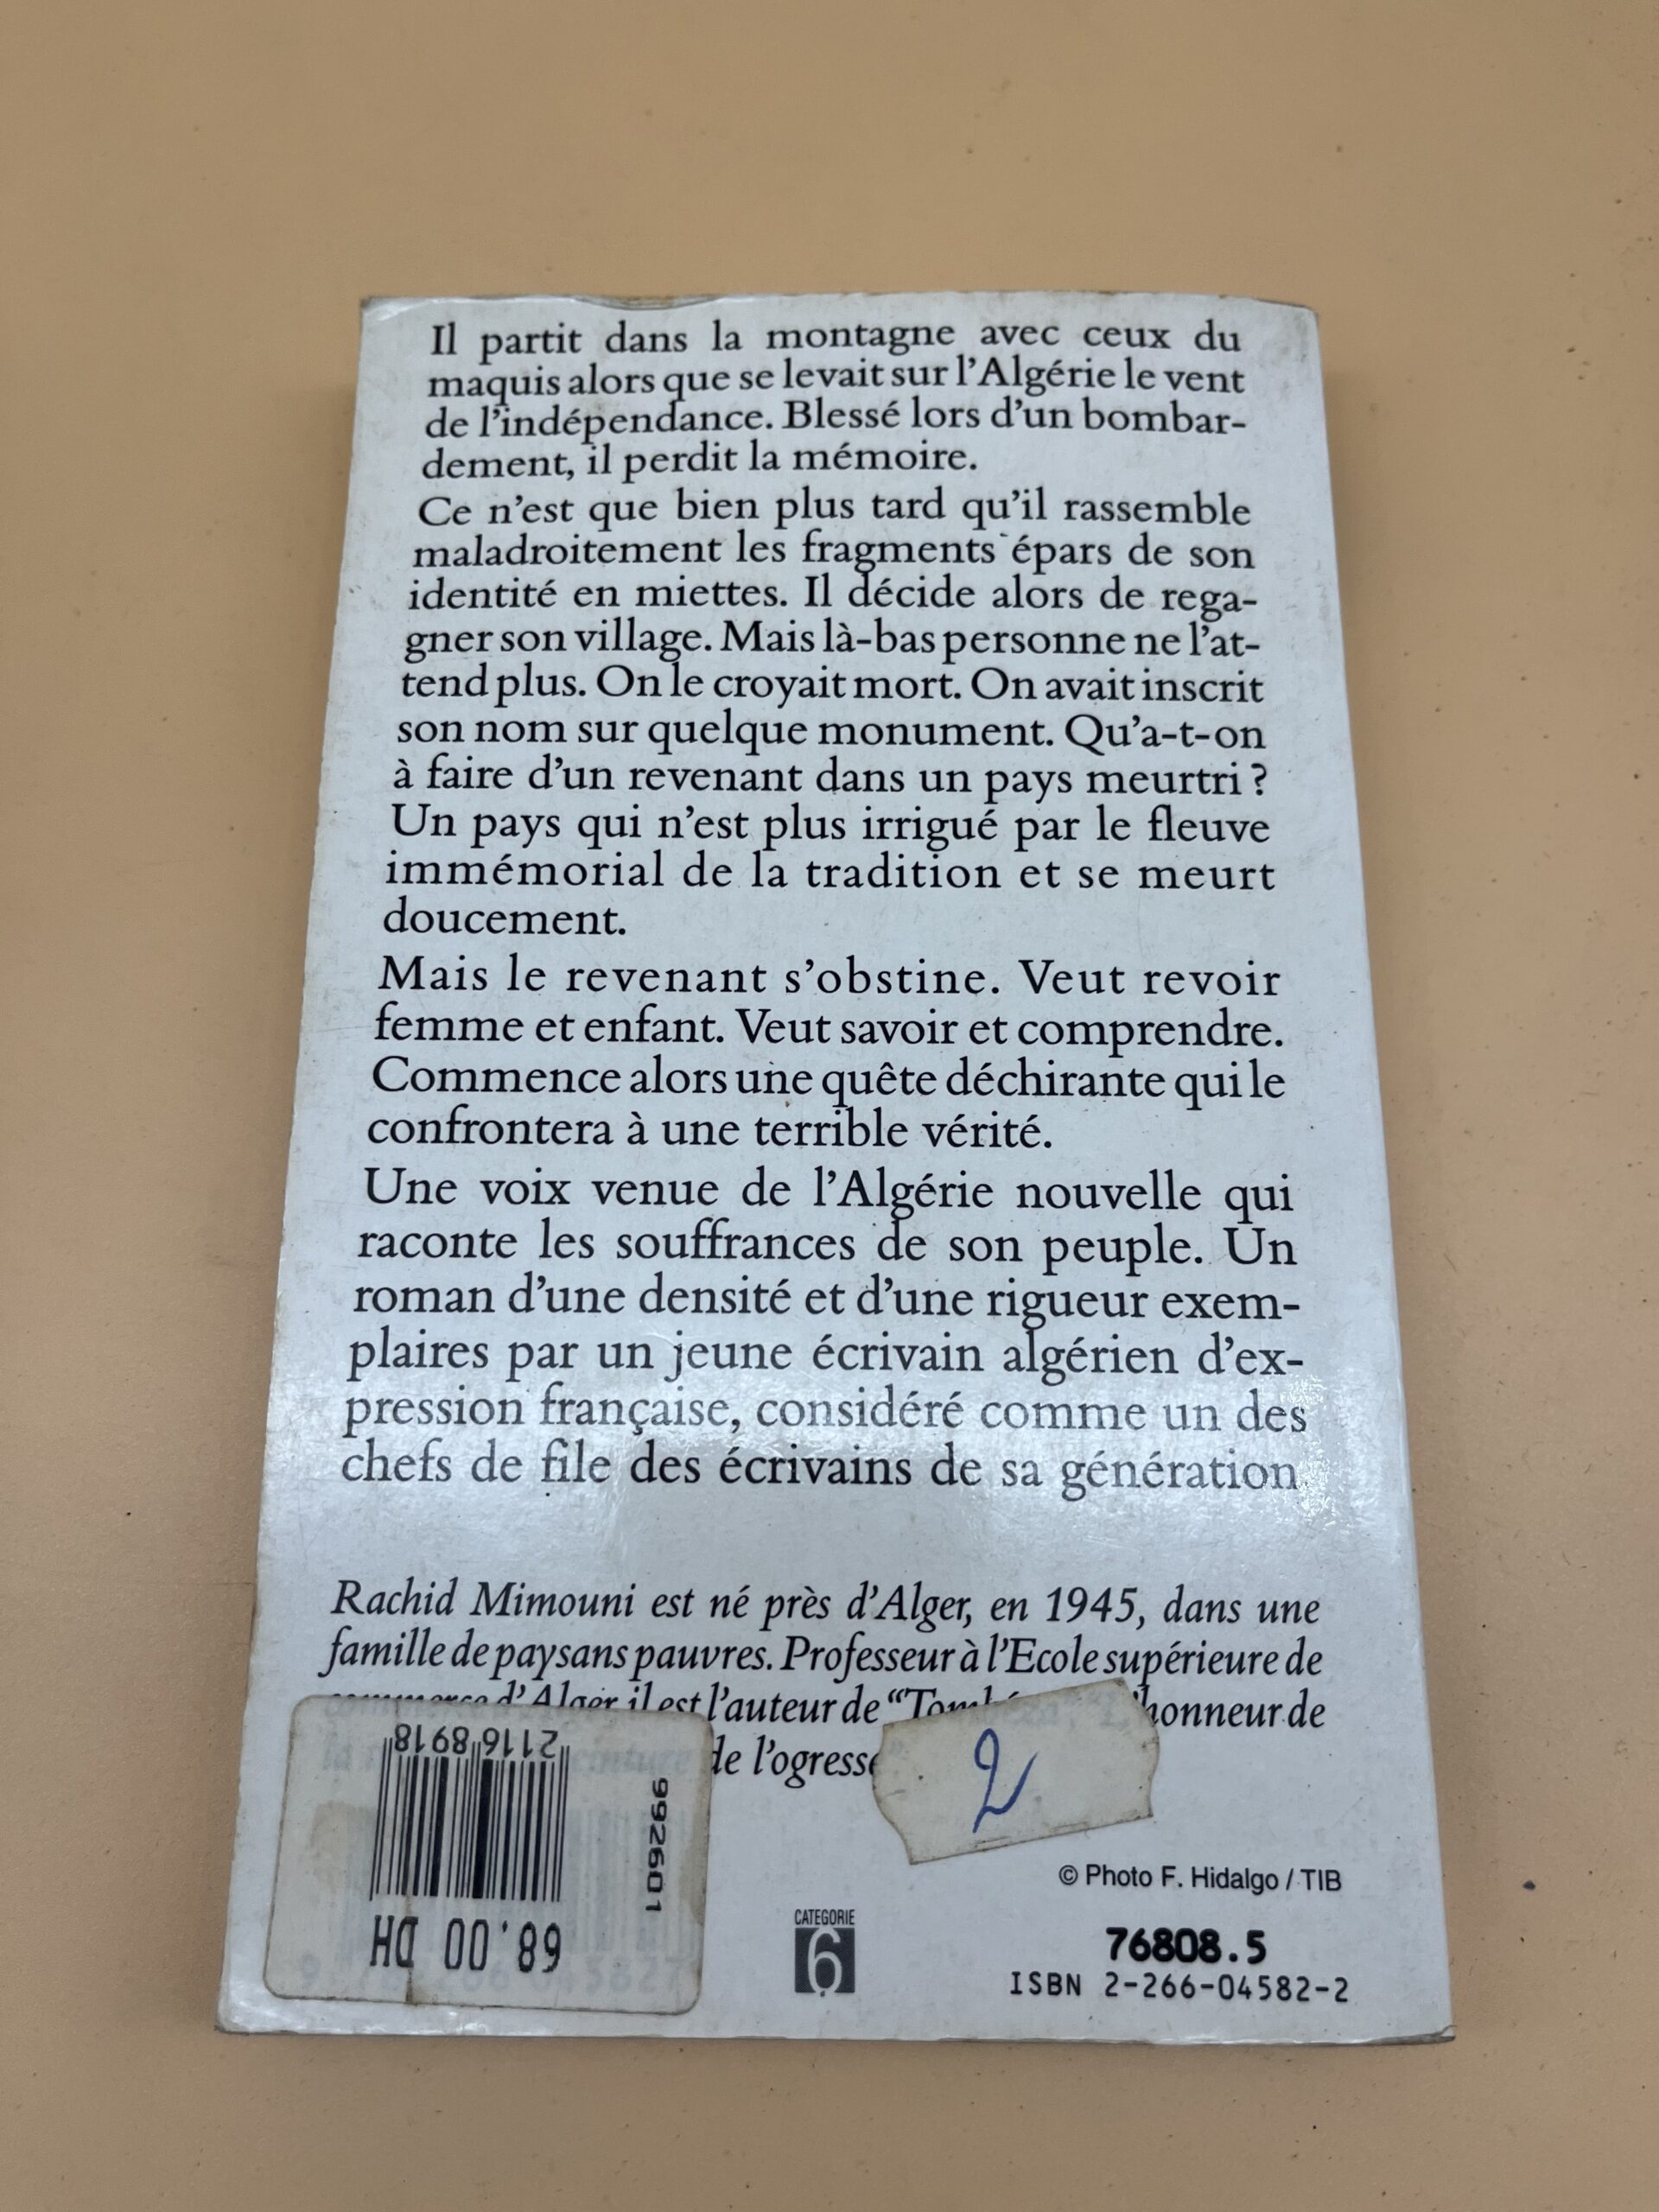 Il partit dans la montagne avec ceux du
maquis alors que se levait sur l'Algérie le vent
de l'indépendance. Blessé lors d'un bombar-
dement, il perdit la mémoire.
Ce n'est que bien plus tard qu'il rassemble
maladroitement les fragments épars de son
identité en miettes. Il décide alors de rega-
gner son village. Mais là-bas personne ne l'at-
tend plus. On le croyait mort. On avait inscrit
son nom sur quelque monument. Qu'a-t-on
à faire d'un revenant dans un pays meurtri ?
Un pays qui n'est plus irrigué par le fleuve
immémorial de la tradition et se meurt
doucement.
Mais le revenant s'obstine. Veut revoir
femme et enfant. Veut savoir et comprendre.
Commence alors une quête déchirante qui le
confrontera à une terrible vérité.
Une voix venue de l'Algérie nouvelle qui
raconte les souffrances de son peuple. Un
roman d'une densité et d'une rigueur exem-
plaires par un jeune écrivain algérien d'ex-
pression française, considéré comme un des
chefs de file des écrivains de sa génération.
Rachid Mimouni est né près d'Alger, en 1945, dans une
famille de paysans pauvres. Professeur à l'Ecole supérieure de
commerce d'Alger il est l'auteur de "Tombéza", "L'honneur de
de l'ogresse
2116 8918
992601
68.00 DH
2
© Photo F. Hidalgo / TIB
CATEGORIE
6
76808.5
ISBN 2-266-04582-2